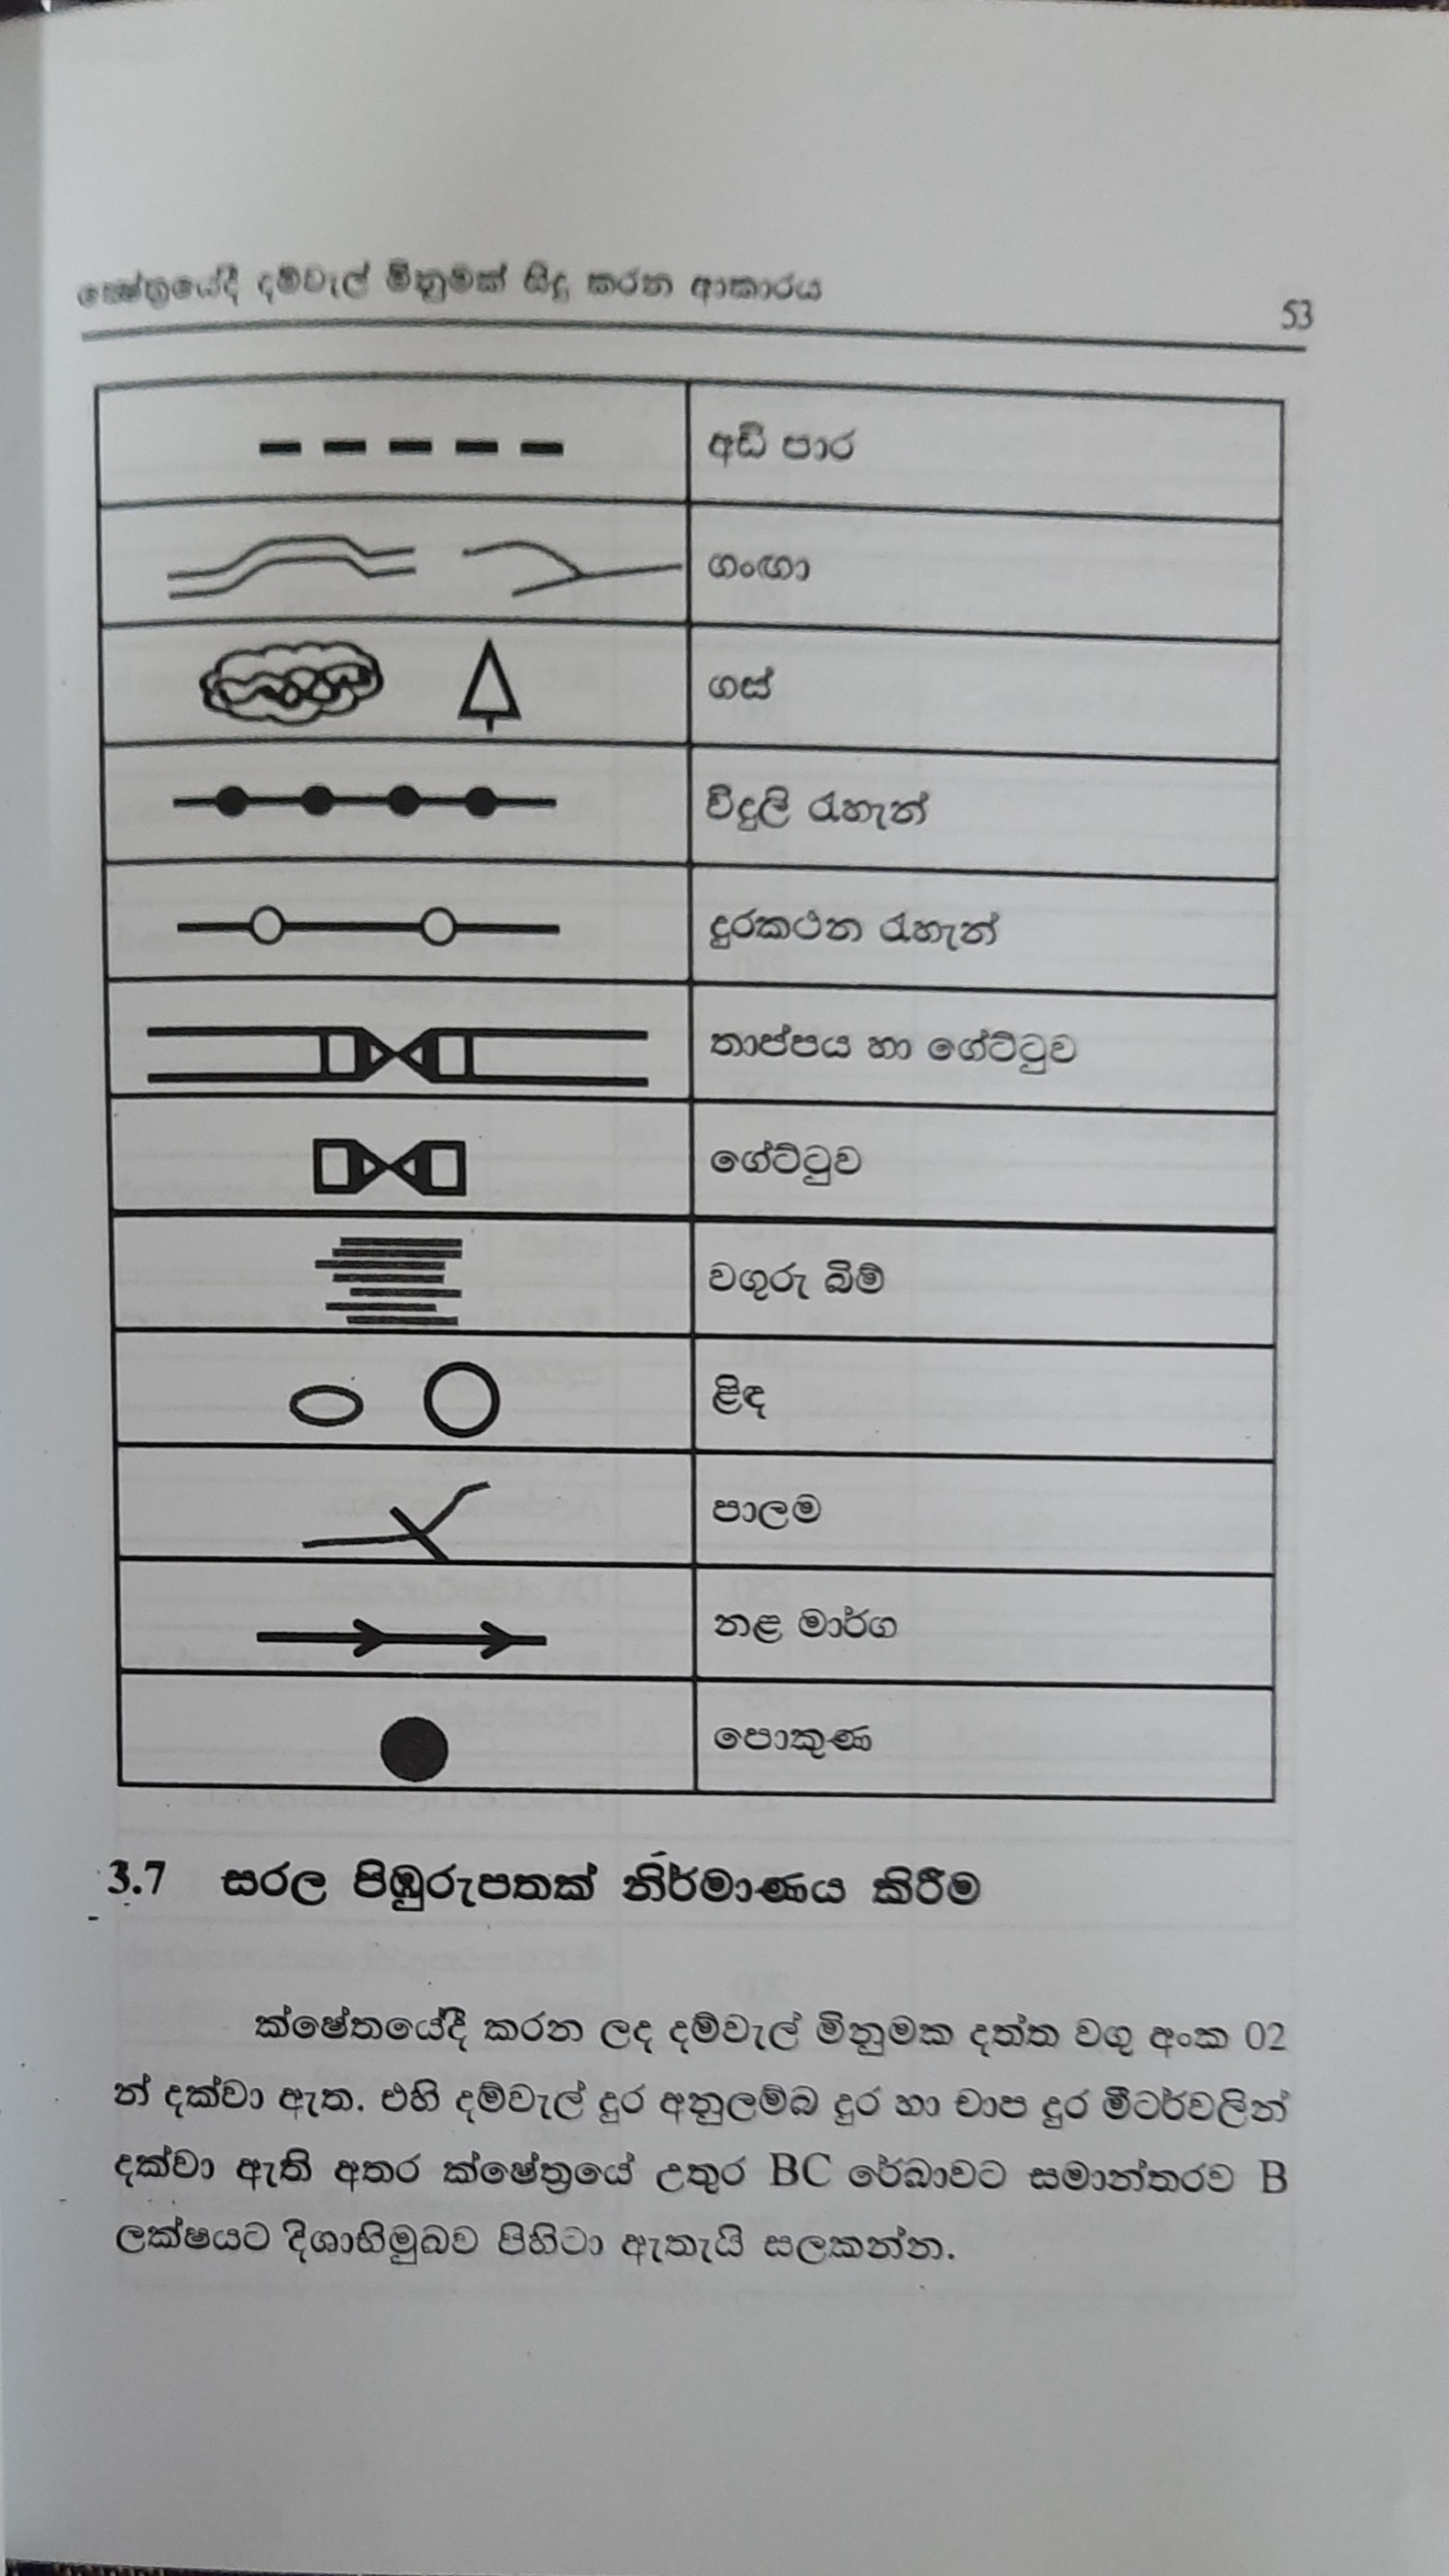 ක්ෂේත්‍රයේදී දම්වැල් මිනුමක් සිදු කරන ආකාරය
53
අඩි පාර
ගංඟා
ගස්
විදුලි රැහැන්
දුරකථන රැහැන්
තාප්පය හා ගේට්ටුව
ගේට්ටුව
වගුරු බිම්
ළිඳ
පාලම
නළ මාර්ග
පොකුණ
3.7 සරල පිඹුරුපතක් නිර්මාණය කිරීම
ක්ෂේතයේදී කරන ලද දම්වැල් මිනුමක දත්ත වගු අංක 02
න් දක්වා ඇත. එහි දම්වැල් දුර අනුලම්බ දුර හා චාප දුර මීටර්වලින්
දක්වා ඇති අතර ක්ෂේත්‍රයේ උතුර BC රේඛාවට සමාන්තරව B
ලක්ෂයට දිශාභිමුඛව පිහිටා ඇතැයි සලකන්න.